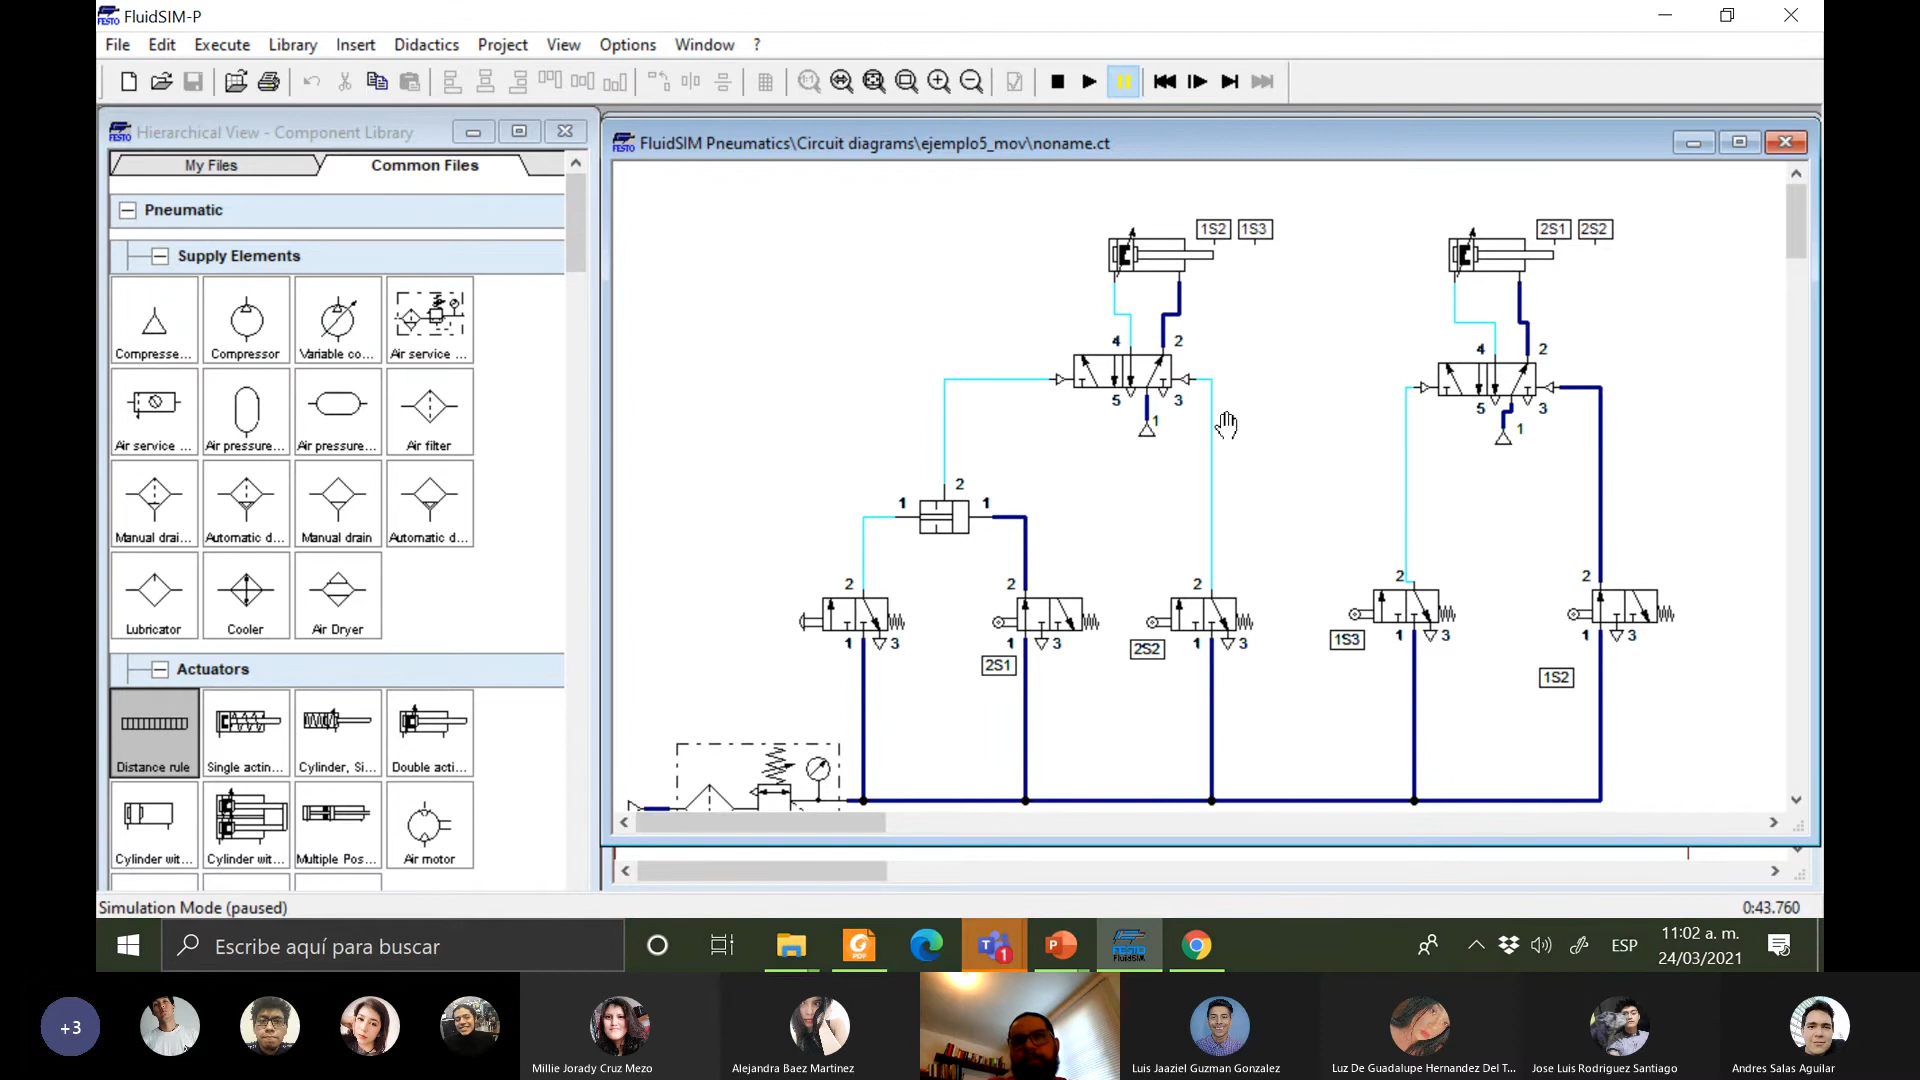 FluidSIM-P
File Edit Execute Library Insert Didactics Project View Options Window ?
Hierarchical View - Component Library
My Files Common Files
Pneumatic
Supply Elements
Compresse... Compressor Variable co... Air service ...
Air service ... Air pressure... Air pressure... Air filter
Manual drai... Automatic d... Manual drain Automatic d...
Lubricator Cooler Air Dryer
Actuators
Distance rule Single actin... Cylinder, Si... Double acti...
Cylinder wit... Cylinder wit... Multiple Pos... Air motor
FluidSIM Pneumatics\Circuit diagrams\ejemplo5_mov\noname.ct
1S2 1S3 2S1 2S2
4 2 4 2
5 1 3 5 1 3
1 2 1
2 2 2 2 2
1 3 1 3 1 3 1 3 1 3
2S1 2S2 1S3 1S2
Simulation Mode (paused) 0:43.760
FESTO
Escribe aquí para buscar
PDF
1
FESTO
FluidSIM
ESP
11:02 a. m.
24/03/2021
+3
Millie Jorady Cruz Mezo
Alejandra Baez Martinez
Luis Jaaziel Guzman Gonzalez
Luz De Guadalupe Hernandez Del T...
Jose Luis Rodriguez Santiago
Andres Salas Aguilar